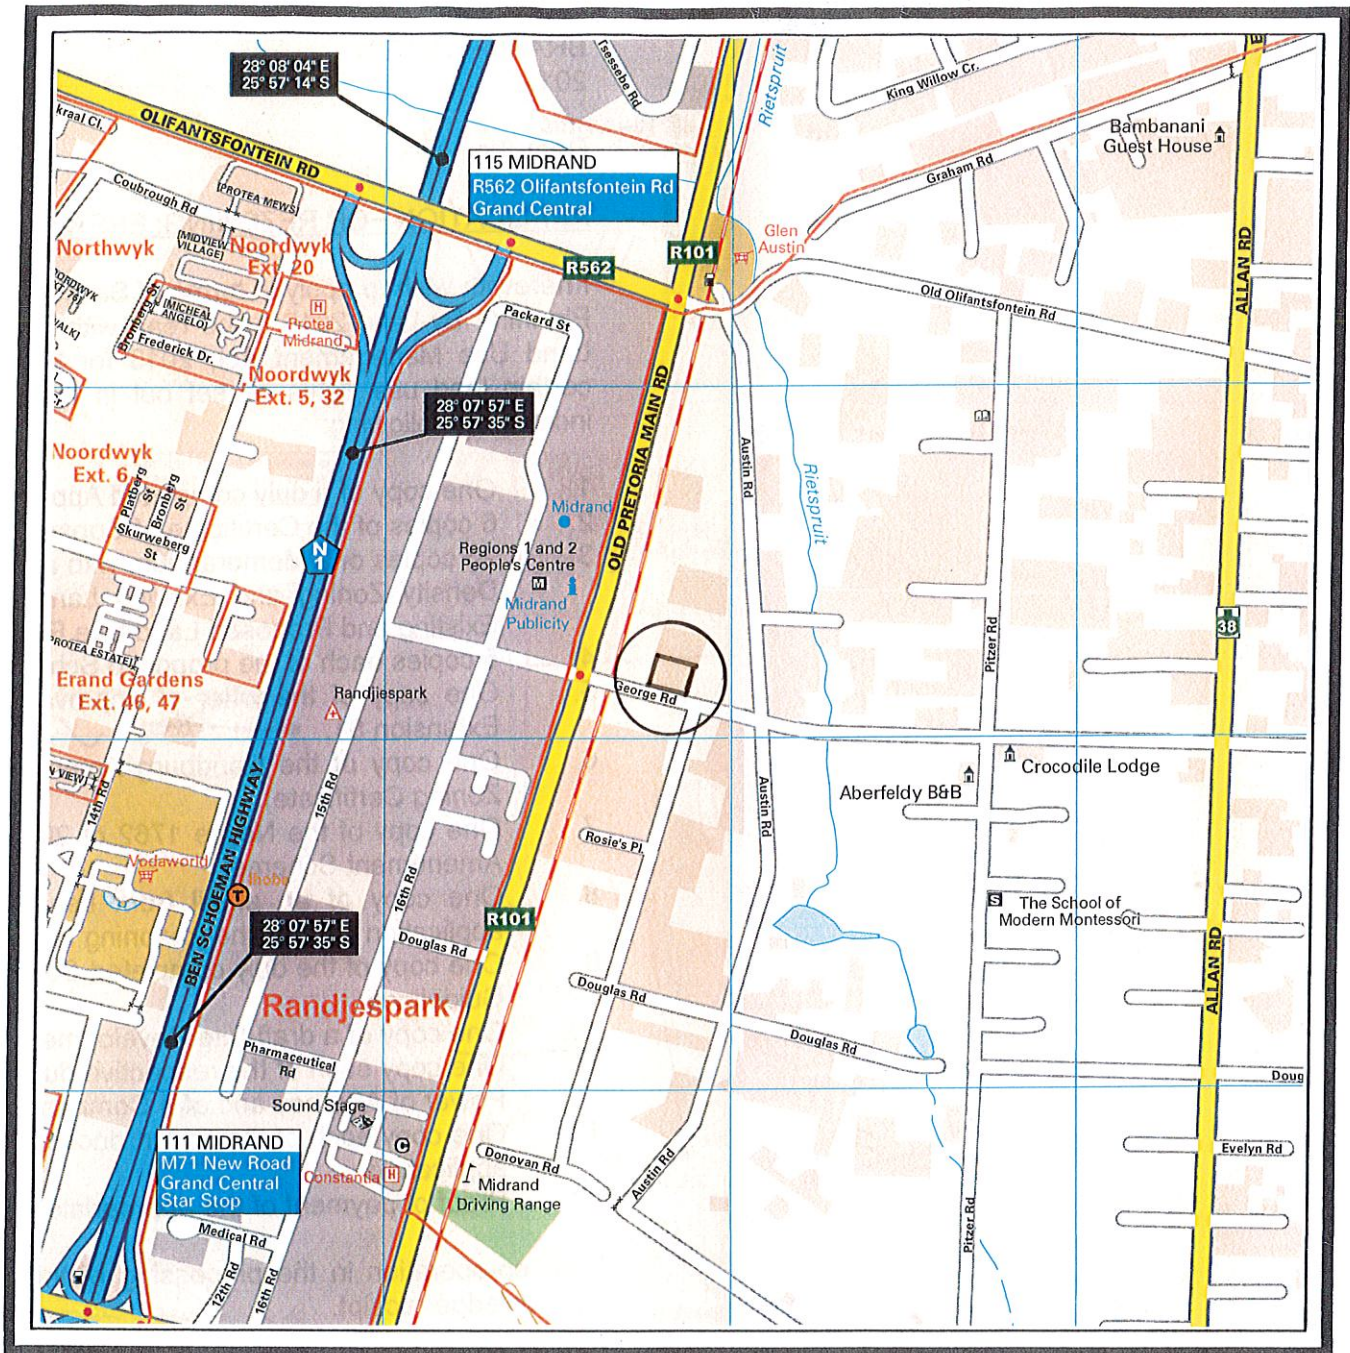 28° 08' 04" E
25° 57' 14" S
Tsessebe Rd
Rietspruit
King Willow Cr.
kraal Cl.
OLIFANTSFONTEIN RD
115 MIDRAND
R562 Olifantsfontein Rd
Grand Central
Bambanani
Guest House
Graham Rd
Coubrough Rd
[PROTEA MEWS]
Northwyk
[MIDVIEW
VILLAGE]
Noordwyk
Ext. 20
Glen
Austin
R101
R562
ALLAN RD
Bronberg St
[MICHEAL
ANGELO]
Frederick Dr.
H
Protea
Midrand
Packard St
Old Olifantsfontein Rd
Noordwyk
Ext. 5, 32
28° 07' 57" E
25° 57' 35" S
OLD PRETORIA MAIN RD
Austin Rd
Rietspruit
Noordwyk
Ext. 6
Platberg
St
Bronberg
St
Skurweberg
St
N
1
Midrand
Regions 1 and 2
People's Centre
M
Midrand
Publicity
Pitzer Rd
38
PROTEA ESTATE]
Erand Gardens
Ext. 46, 47
Randjiespark
George Rd
N VIEW]
14th Rd
15th Rd
Crocodile Lodge
Aberfeldy B&B
Austin Rd
Rosie's Pl.
Vodaworld
T
BEN SCHOEMAN HIGHWAY
16th Rd
R101
28° 07' 57" E
25° 57' 35" S
S
The School of
Modern Montessori
Douglas Rd
ALLAN RD
Douglas Rd
Randjespark
Douglas Rd
Pharmaceutical
Rd
Doug
Sound Stage
111 MIDRAND
M71 New Road
Grand Central
Star Stop
C
Constantia
H
Donovan Rd
Austin Rd
Evelyn Rd
Midrand
Driving Range
Medical Rd
Pitzer Rd
12th Rd
16th Rd